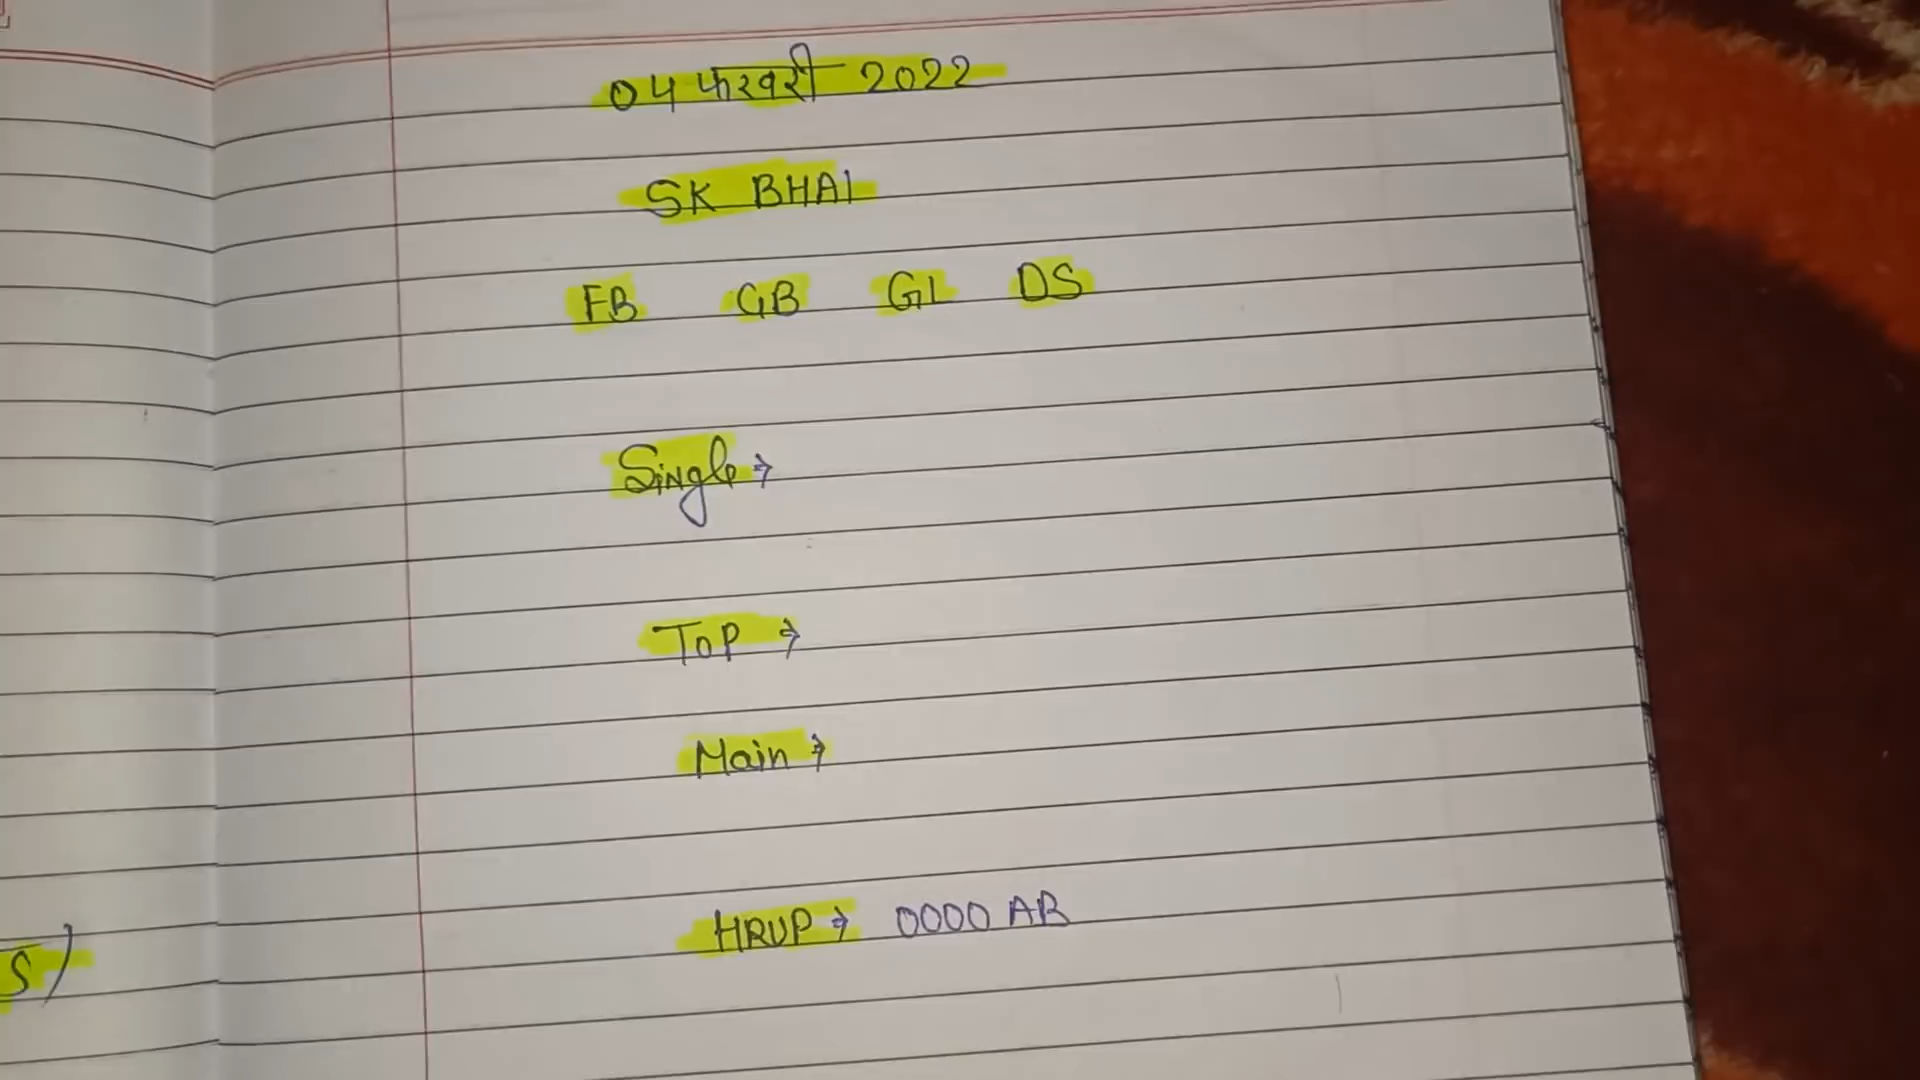 04 फरवरी 2022
SK BHAI
FB GB GL DS
Single →
TOP →
Main →
HRUP → 0000 AB
S)